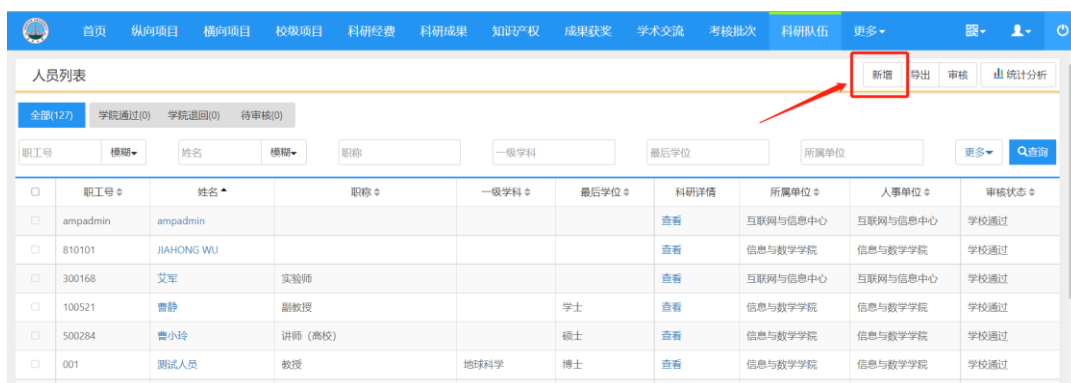 首页 纵向项目 横向项目 校级项目 科研经费 科研成果 知识产权 成果获奖 学术交流 考核批次 科研队伍 更多
人员列表 新增 导出 审核 统计分析
全部(127) 学院通过(0) 学院退回(0) 待审核(0)
职工号 模糊 姓名 模糊 职称 一级学科 最后学位 所属单位 更多 查询
职工号 姓名 职称 一级学科 最后学位 科研详情 所属单位 人事单位 审核状态
ampadmin ampadmin 查看 互联网与信息中心 互联网与信息中心 学校通过
810101 JIAHONG WU 查看 信息与数学学院 信息与数学学院 学校通过
300168 艾军 实验师 查看 互联网与信息中心 互联网与信息中心 学校通过
100521 曹静 副教授 学士 查看 信息与数学学院 信息与数学学院 学校通过
500284 曹小玲 讲师（高校） 硕士 查看 信息与数学学院 信息与数学学院 学校通过
001 测试人员 教授 地球科学 博士 查看 信息与数学学院 信息与数学学院 学校通过